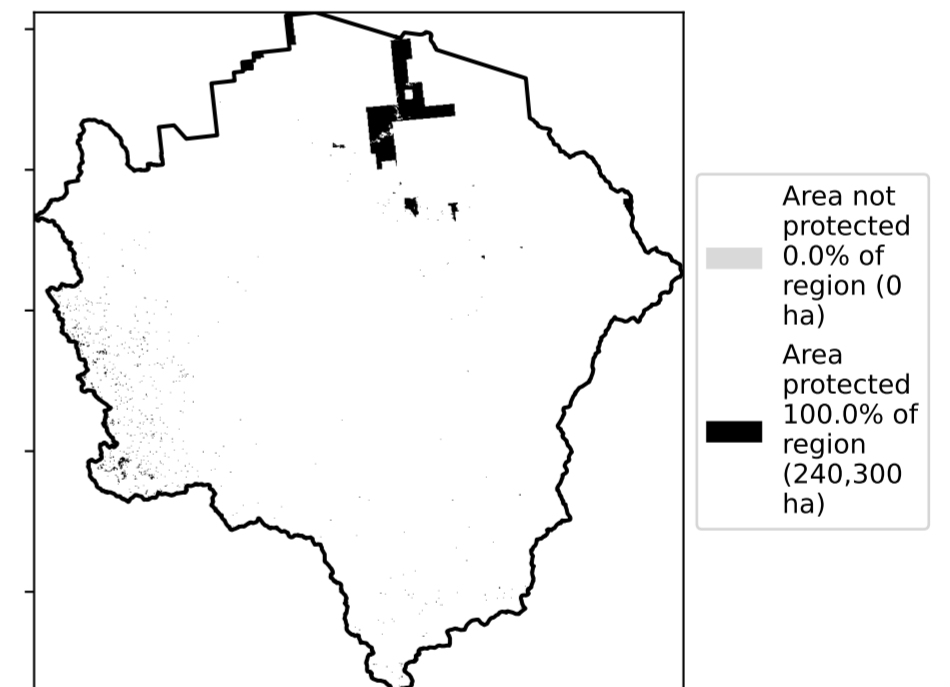 Area not
protected
0.0% of
region (0
ha)
Area
protected
100.0% of
region
(240,300
ha)